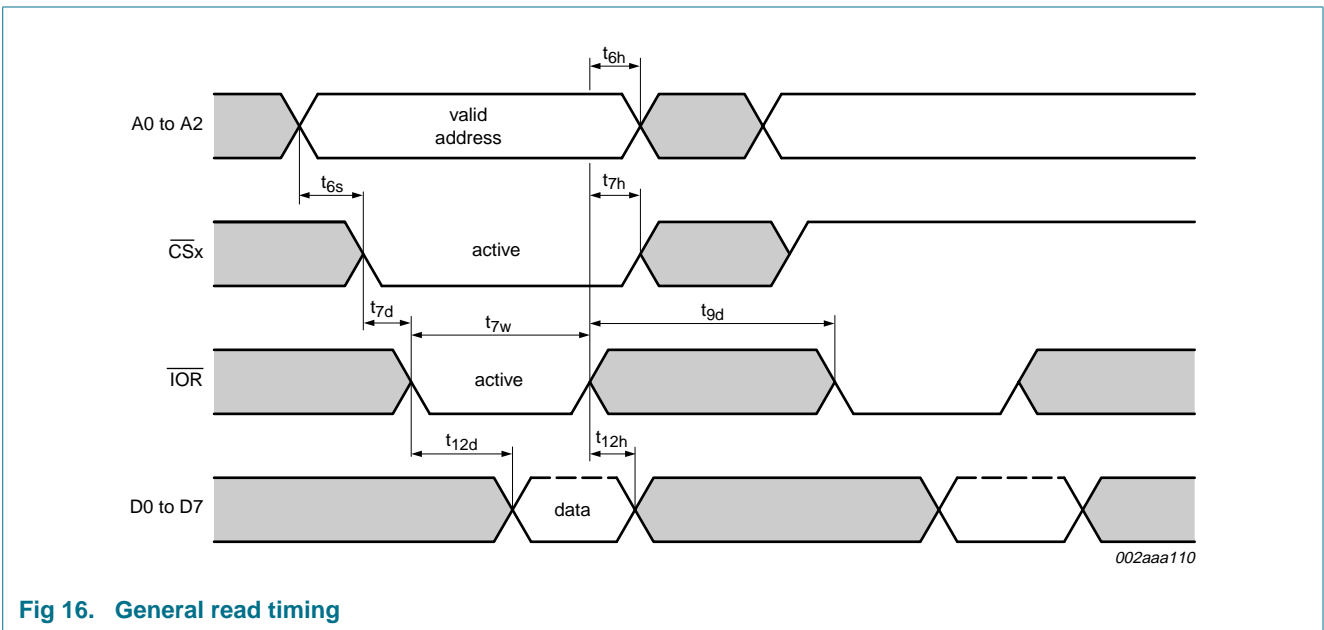 t6h
A0 to A2
valid
address
t6s
t7h
CSx
active
t7d
t7w
t9d
IOR
active
t12d
t12h
D0 to D7
data
002aaa110
Fig 16. General read timing